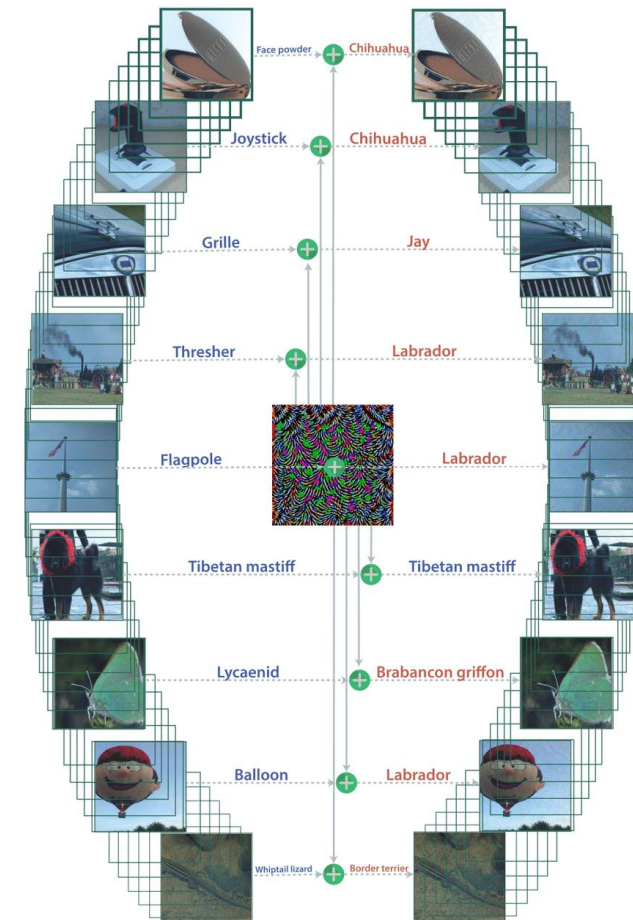 Face powder Chihuahua
Joystick Chihuahua
Grille Jay
Thresher Labrador
Flagpole Labrador
Tibetan mastiff Tibetan mastiff
Lycaenid Brabancon griffon
Balloon Labrador
Whiptail lizard Border terrier